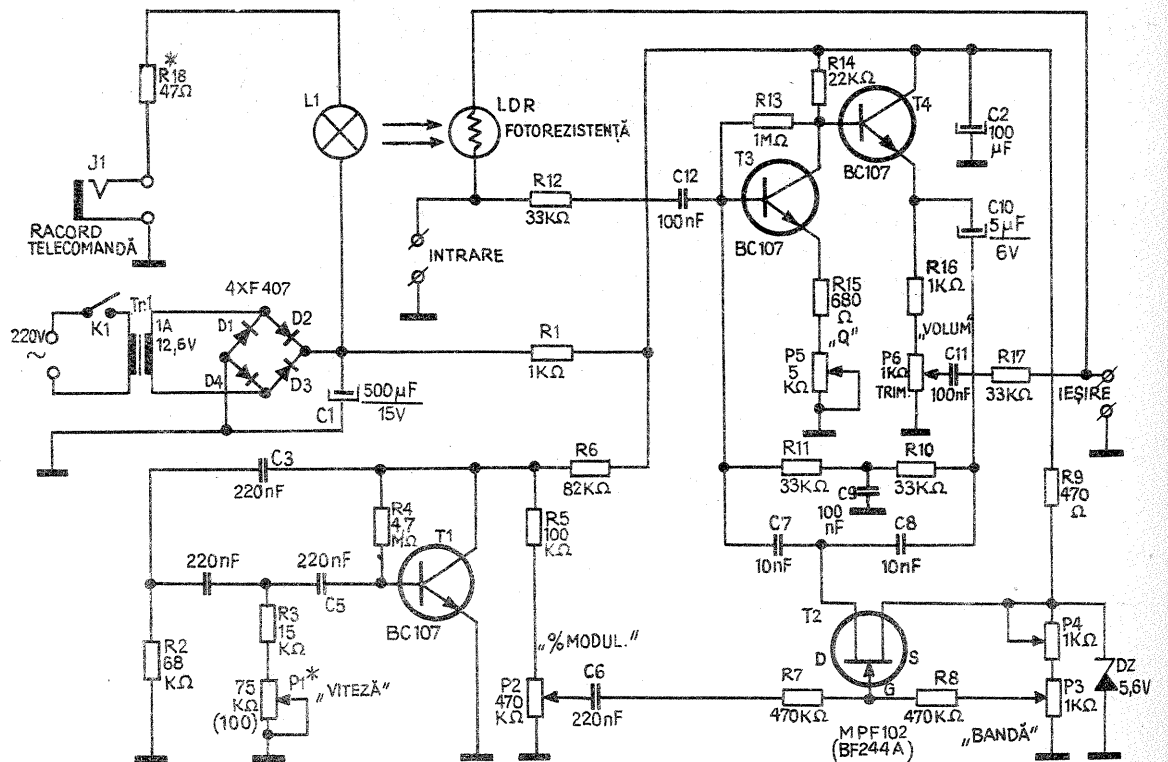 *
R18
47Ω
L1
LDR
FOTOREZISTENȚĂ
R14
22KΩ
R13
1MΩ
T4
C2
100
µF
J1
RACORD
TELECOMANDĂ
R12
33KΩ
C12
100nF
T3
BC107
BC107
C10
5µF
6V
INTRARE
R15
680
Ω
R16
1KΩ
„Q”
„VOLUM”
P5
5
KΩ
P6
1KΩ
TRIM.
C11
100nF
R17
33KΩ
IEȘIRE
220V
~
K1
Tr1
1A
12,6V
4XF407
D1
D2
D4
D3
R1
1KΩ
C1
500µF
15V
C3
220nF
R6
82KΩ
R11
33KΩ
R10
33KΩ
C9
100
nF
R9
470
Ω
R4
4,7
MΩ
R5
100
KΩ
C7
10nF
C8
10nF
220nF
220nF
C5
T1
BC107
R2
68
KΩ
R3
15
KΩ
P1*
„VITEZĂ”
75
KΩ
(100)
„%MODUL.”
P2
470
KΩ
C6
220nF
T2
D
S
G
R7
470KΩ
R8
470KΩ
MPF102
(BF244A)
„BANDĂ”
P4
1KΩ
P3
1KΩ
DZ
5,6V